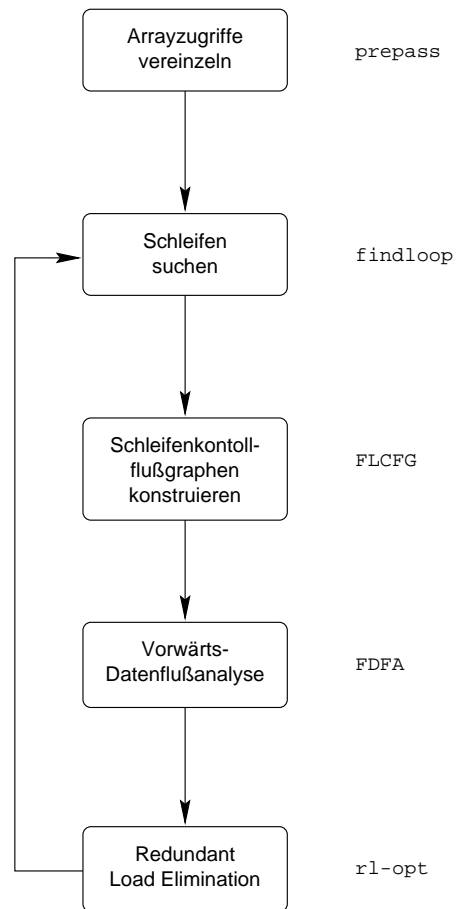 Arrayzugriffe
vereinzeln
prepass
Schleifen
suchen
findloop
Schleifenkontoll-
flußgraphen
konstruieren
FLCFG
Vorwärts-
Datenflußanalyse
FDFA
Redundant
Load Elimination
rl-opt